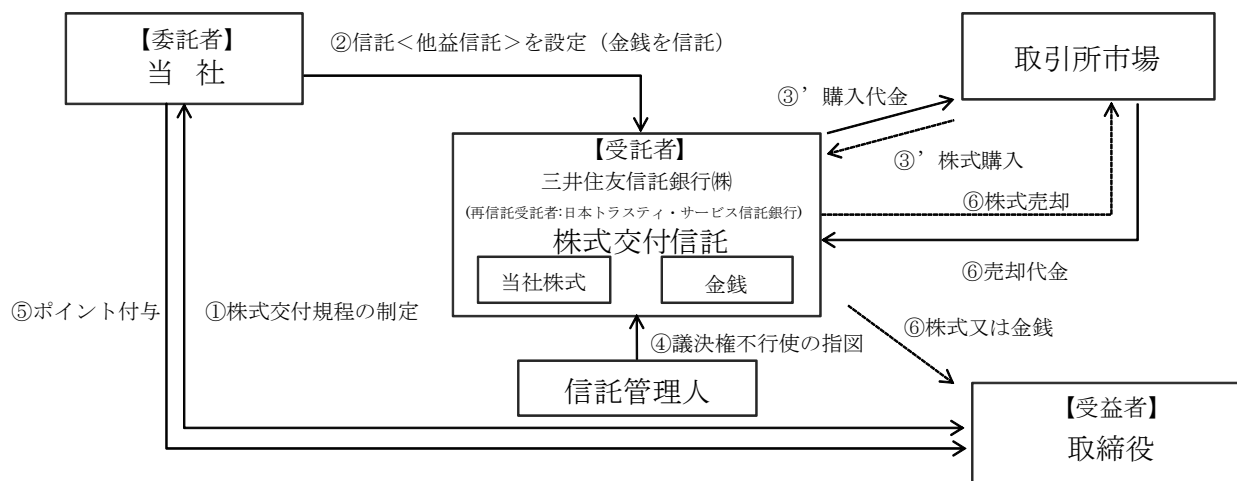 【委託者】
当 社
②信託<他益信託>を設定(金銭を信託)
取引所市場
③’購入代金
③’株式購入
【受託者】
三井住友信託銀行㈱
(再信託受託者:日本トラスティ・サービス信託銀行)
株式交付信託
当社株式
金銭
⑥株式売却
⑥売却代金
⑤ポイント付与
①株式交付規程の制定
④議決権不行使の指図
⑥株式又は金銭
信託管理人
【受益者】
取締役